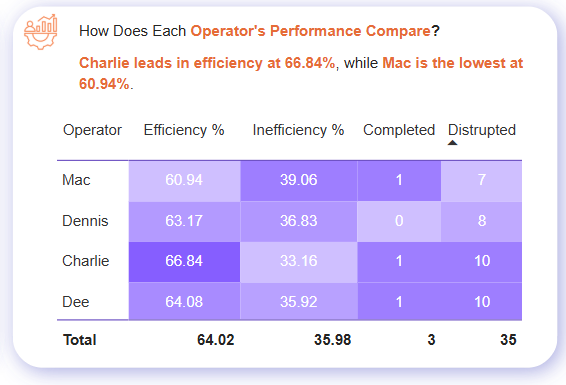 How Does Each Operator's Performance Compare?
Charlie leads in efficiency at 66.84%, while Mac is the lowest at
60.94%.
Operator Efficiency % Inefficiency % Completed Distrupted
Mac 60.94 39.06 1 7
Dennis 63.17 36.83 0 8
Charlie 66.84 33.16 1 10
Dee 64.08 35.92 1 10
Total 64.02 35.98 3 35